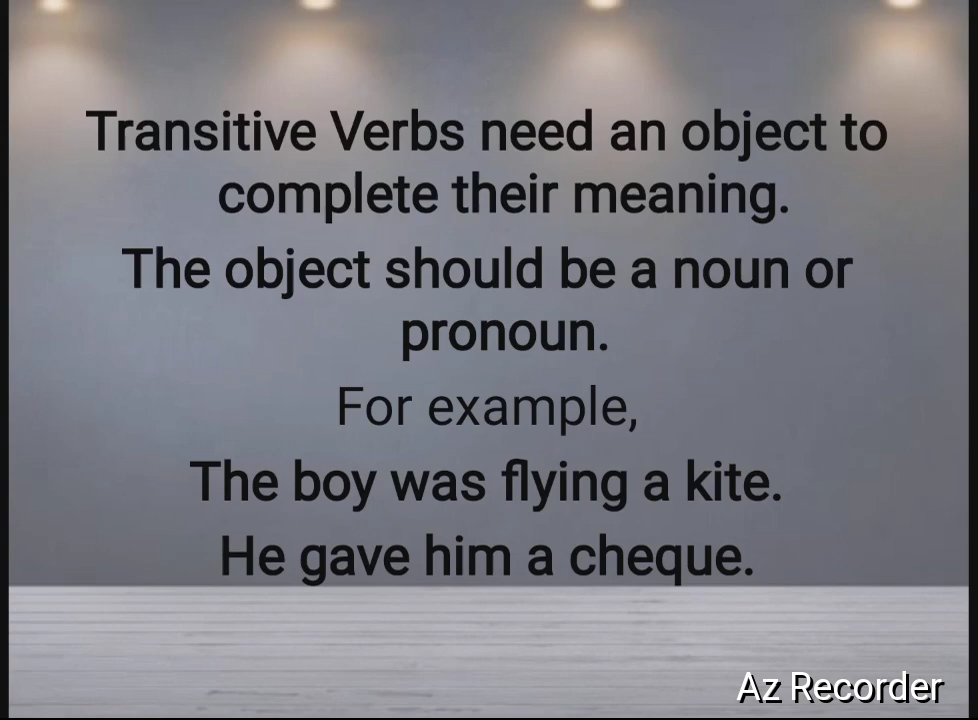 Transitive Verbs need an object to
complete their meaning.
The object should be a noun or
pronoun.
For example,
The boy was flying a kite.
He gave him a cheque.
Az Recorder